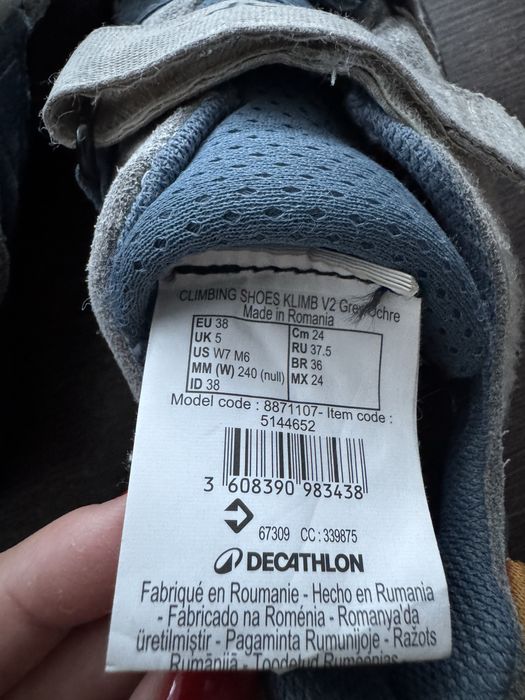 CLIMBING SHOES KLIMB V2 Grey Ochre
Made in Romania
EU 38
UK 5
US W7 M6
MM (W) 240 (null)
ID 38
Cm 24
RU 37.5
BR 36
MX 24
Model code : 8871107- Item code :
5144652
3 608390 983438
67309 CC : 339875
DECATHLON
Fabriqué en Roumanie - Hecho en Rumania
- Fabricado na Roménia - Romanya'da
üretilmiştir - Pagaminta Rumunijoje - Ražots
Rumānijā - Toodetud Rumeenias